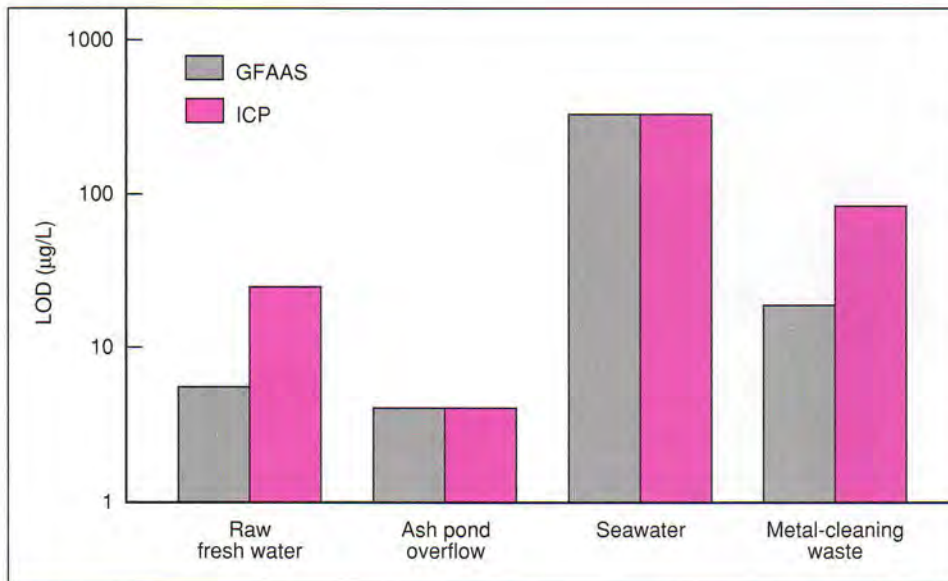 1000
100
10
1
LOD (µg/L)
GFAAS
ICP
Raw
fresh water
Ash pond
overflow
Seawater
Metal-cleaning
waste